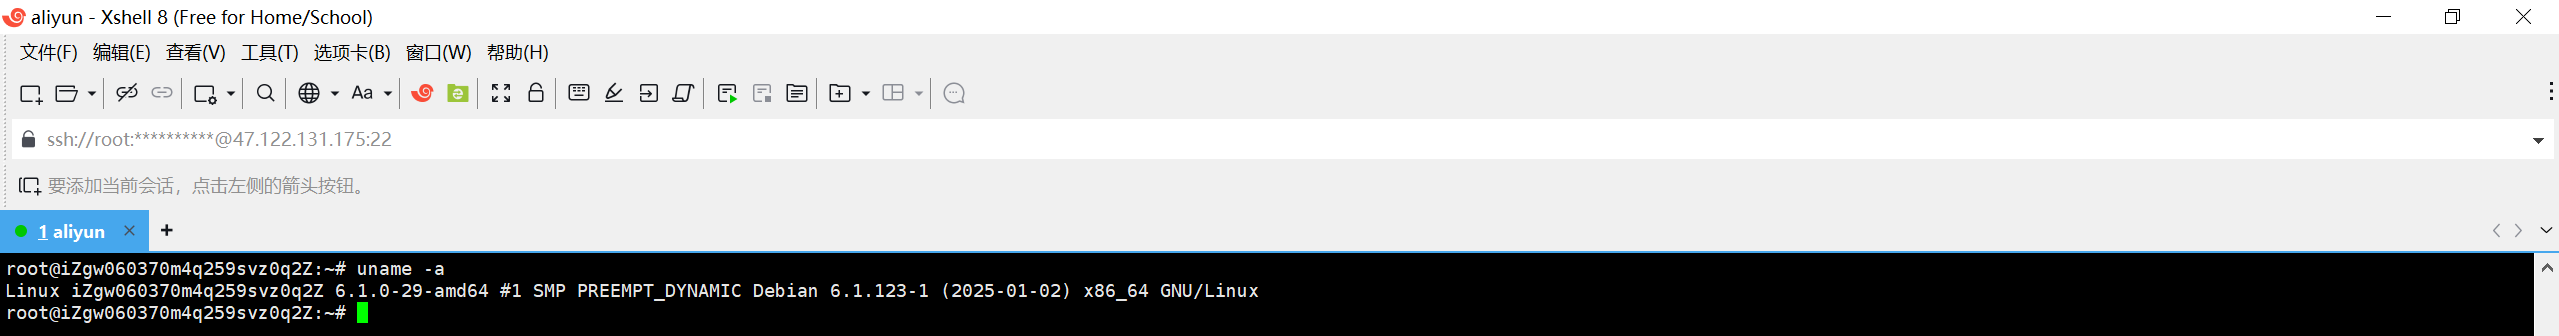 aliyun - Xshell 8 (Free for Home/School)
文件(F) 编辑(E) 查看(V) 工具(T) 选项卡(B) 窗口(W) 帮助(H)
Aa
ssh://root:**********@47.122.131.175:22
要添加当前会话，点击左侧的箭头按钮。
1 aliyun
root@iZgw060370m4q259svz0q2Z:~# uname -a
Linux iZgw060370m4q259svz0q2Z 6.1.0-29-amd64 #1 SMP PREEMPT_DYNAMIC Debian 6.1.123-1 (2025-01-02) x86_64 GNU/Linux
root@iZgw060370m4q259svz0q2Z:~#